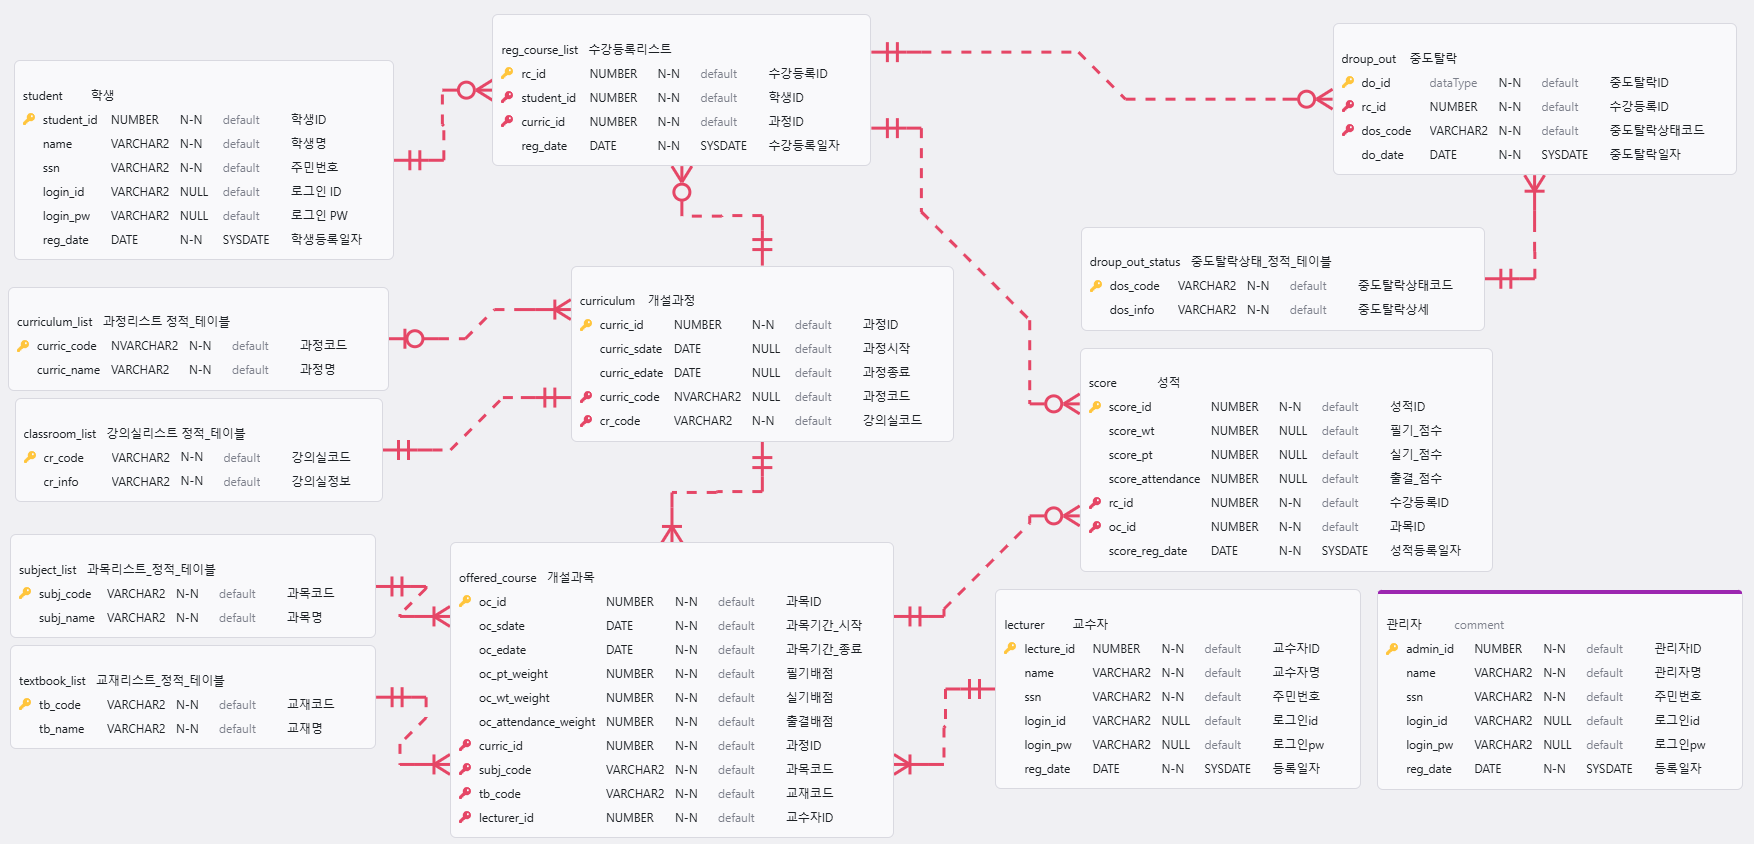 student 학생
student_id NUMBER N-N default 학생ID
name VARCHAR2 N-N default 학생명
ssn VARCHAR2 N-N default 주민번호
login_id VARCHAR2 NULL default 로그인 ID
login_pw VARCHAR2 NULL default 로그인 PW
reg_date DATE N-N SYSDATE 학생등록일자
reg_course_list 수강등록리스트
rc_id NUMBER N-N default 수강등록ID
student_id NUMBER N-N default 학생ID
curric_id NUMBER N-N default 과정ID
reg_date DATE N-N SYSDATE 수강등록일자
droup_out 중도탈락
do_id dataType N-N default 중도탈락ID
rc_id NUMBER N-N default 수강등록ID
dos_code VARCHAR2 N-N default 중도탈락상태코드
do_date DATE N-N SYSDATE 중도탈락일자
droup_out_status 중도탈락상태_정적_테이블
dos_code VARCHAR2 N-N default 중도탈락상태코드
dos_info VARCHAR2 N-N default 중도탈락상세
curriculum_list 과정리스트 정적_테이블
curric_code NVARCHAR2 N-N default 과정코드
curric_name VARCHAR2 N-N default 과정명
curriculum 개설과정
curric_id NUMBER N-N default 과정ID
curric_sdate DATE NULL default 과정시작
curric_edate DATE NULL default 과정종료
curric_code NVARCHAR2 NULL default 과정코드
cr_code VARCHAR2 N-N default 강의실코드
classroom_list 강의실리스트 정적_테이블
cr_code VARCHAR2 N-N default 강의실코드
cr_info VARCHAR2 N-N default 강의실정보
score 성적
score_id NUMBER N-N default 성적ID
score_wt NUMBER NULL default 필기_점수
score_pt NUMBER NULL default 실기_점수
score_attendance NUMBER NULL default 출결_점수
rc_id NUMBER N-N default 수강등록ID
oc_id NUMBER N-N default 과목ID
score_reg_date DATE N-N SYSDATE 성적등록일자
subject_list 과목리스트_정적_테이블
subj_code VARCHAR2 N-N default 과목코드
subj_name VARCHAR2 N-N default 과목명
textbook_list 교재리스트_정적_테이블
tb_code VARCHAR2 N-N default 교재코드
tb_name VARCHAR2 N-N default 교재명
offered_course 개설과목
oc_id NUMBER N-N default 과목ID
oc_sdate DATE N-N default 과목기간_시작
oc_edate DATE N-N default 과목기간_종료
oc_pt_weight NUMBER N-N default 필기배점
oc_wt_weight NUMBER N-N default 실기배점
oc_attendance_weight NUMBER N-N default 출결배점
curric_id NUMBER N-N default 과정ID
subj_code VARCHAR2 N-N default 과목코드
tb_code VARCHAR2 N-N default 교재코드
lecturer_id NUMBER N-N default 교수자ID
lecturer 교수자
lecture_id NUMBER N-N default 교수자ID
name VARCHAR2 N-N default 교수자명
ssn VARCHAR2 N-N default 주민번호
login_id VARCHAR2 NULL default 로그인id
login_pw VARCHAR2 NULL default 로그인pw
reg_date DATE N-N SYSDATE 등록일자
관리자 comment
admin_id NUMBER N-N default 관리자ID
name VARCHAR2 N-N default 관리자명
ssn VARCHAR2 N-N default 주민번호
login_id VARCHAR2 NULL default 로그인id
login_pw VARCHAR2 NULL default 로그인pw
reg_date DATE N-N SYSDATE 등록일자